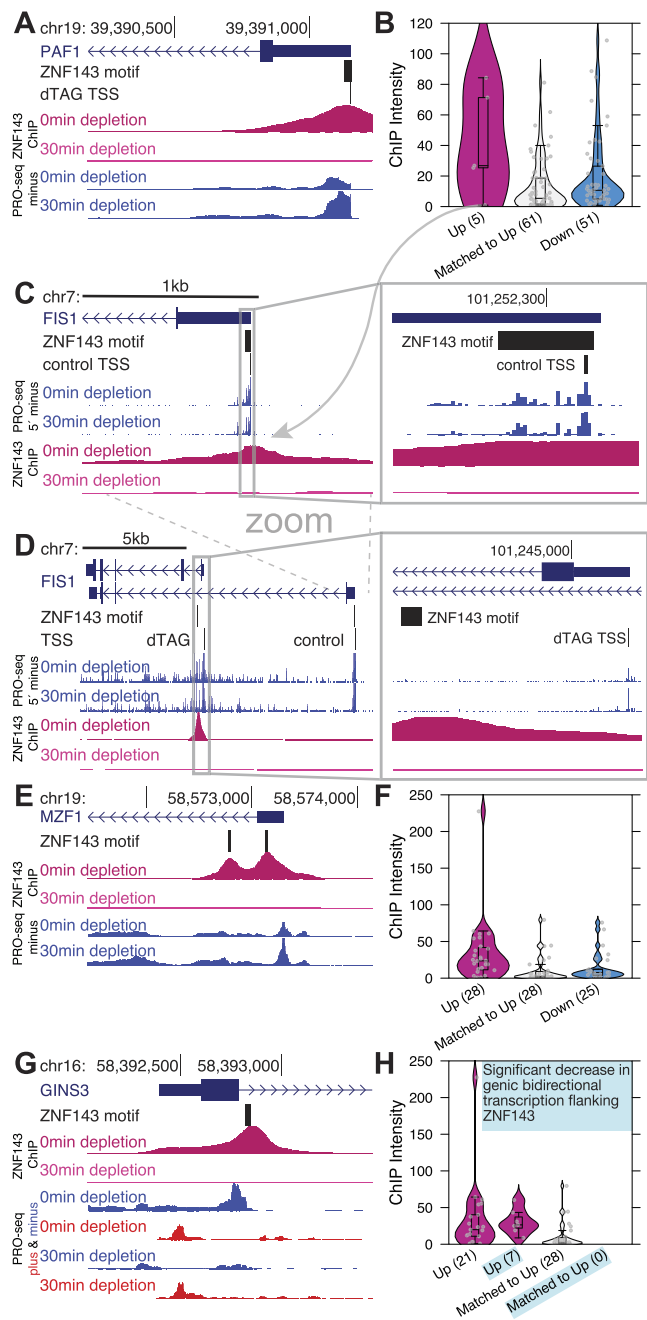 A
chr19: 39,390,500 39,391,000
PAF1
ZNF143 motif
dTAG TSS
ZNF143 ChIP
0min depletion
30min depletion
PRO-seq minus
0min depletion
30min depletion
B
ChIP Intensity
120
100
80
60
40
20
0
Up (5)
Matched to Up (61)
Down (51)
C
chr7: 1kb
FIS1
ZNF143 motif
control TSS
PRO-seq 5´ minus
0min depletion
30min depletion
ZNF143 ChIP
0min depletion
30min depletion
101,252,300
ZNF143 motif
control TSS
zoom
D
chr7: 5kb
FIS1
ZNF143 motif
TSS dTAG control
PRO-seq 5´ minus
0min depletion
30min depletion
ZNF143 ChIP
0min depletion
30min depletion
101,245,000
ZNF143 motif
dTAG TSS
E
chr19: 58,573,000 58,574,000
MZF1
ZNF143 motif
ZNF143 ChIP
0min depletion
30min depletion
PRO-seq minus
0min depletion
30min depletion
F
ChIP Intensity
250
200
150
100
50
0
Up (28)
Matched to Up (28)
Down (25)
G
chr16: 58,392,500 58,393,000
GINS3
ZNF143 motif
ZNF143 ChIP
0min depletion
30min depletion
PRO-seq plus & minus
0min depletion
0min depletion
30min depletion
30min depletion
H
ChIP Intensity
250
200
150
100
50
0
Significant decrease in
genic bidirectional
transcription flanking
ZNF143
Up (21)
Up (7)
Matched to Up (28)
Matched to Up (0)